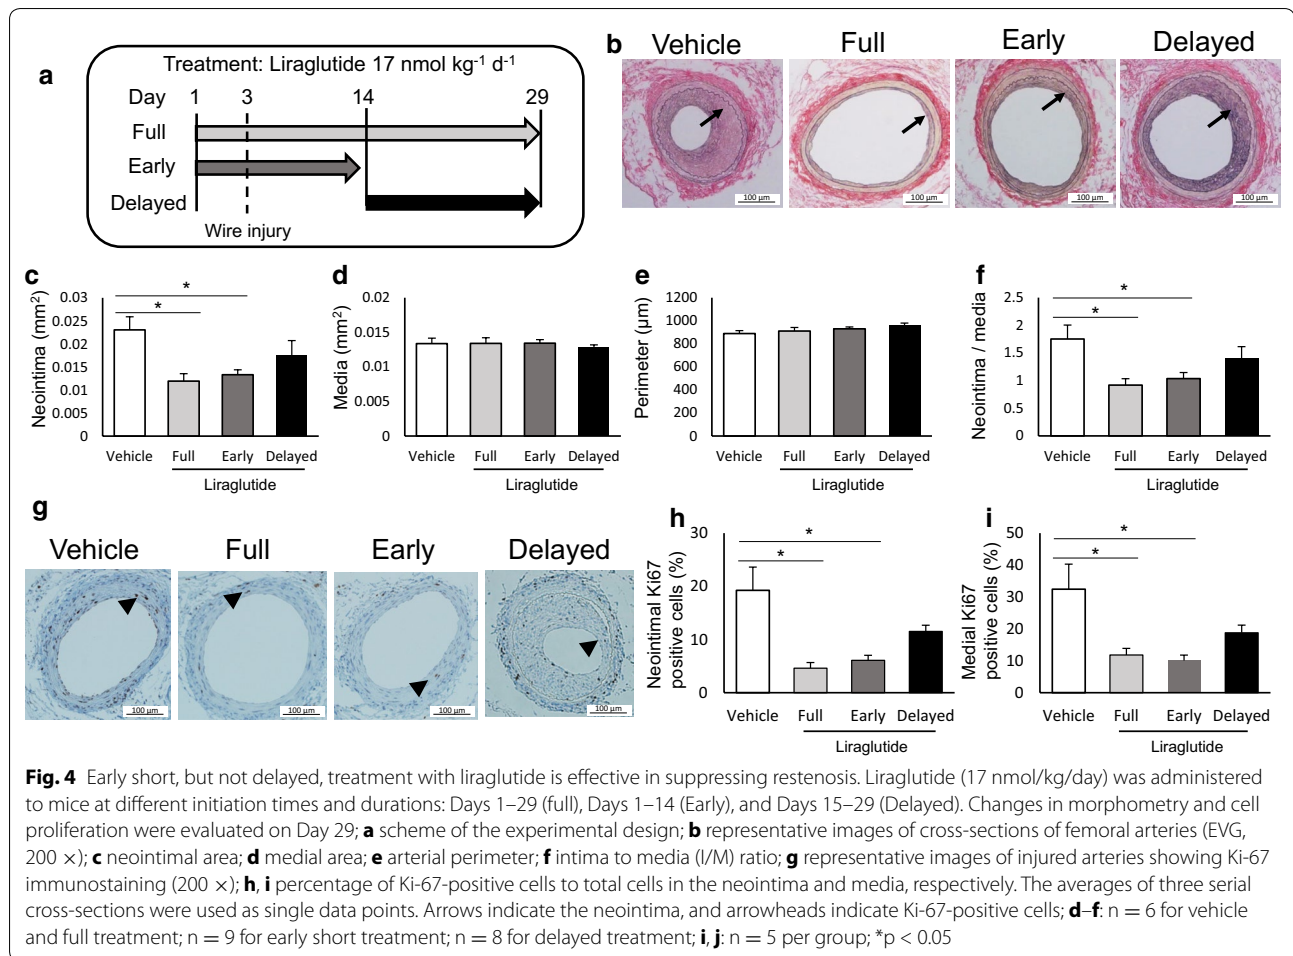 a
Treatment: Liraglutide 17 nmol kg-1 d-1
Day 1 3 14 29
Full
Early
Delayed
Wire injury
b
Vehicle Full Early Delayed
100 µm 100 µm 100 µm 100 µm
c
Neointima (mm2)
0.03
0.025
0.02
0.015
0.01
0.005
0
* *
Vehicle Full Early Delayed
Liraglutide
d
Media (mm2)
0.02
0.015
0.01
0.005
0
Vehicle Full Early Delayed
Liraglutide
e
Perimeter (µm)
1200
1000
800
600
400
200
0
Vehicle Full Early Delayed
Liraglutide
f
Neointima / media
2.5
2
1.5
1
0.5
0
* *
Vehicle Full Early Delayed
Liraglutide
g
Vehicle Full Early Delayed
100 µm 100 µm 100 µm 100 µm
h
Neointimal Ki67
positive cells (%)
30
20
10
0
* *
Vehicle Full Early Delayed
Liraglutide
i
Medial Ki67
positive cells (%)
50
40
30
20
10
0
* *
Vehicle Full Early Delayed
Liraglutide
Fig. 4 Early short, but not delayed, treatment with liraglutide is effective in suppressing restenosis. Liraglutide (17 nmol/kg/day) was administered
to mice at different initiation times and durations: Days 1–29 (full), Days 1–14 (Early), and Days 15–29 (Delayed). Changes in morphometry and cell
proliferation were evaluated on Day 29; a scheme of the experimental design; b representative images of cross-sections of femoral arteries (EVG,
200 ×); c neointimal area; d medial area; e arterial perimeter; f intima to media (I/M) ratio; g representative images of injured arteries showing Ki-67
immunostaining (200 ×); h, i percentage of Ki-67-positive cells to total cells in the neointima and media, respectively. The averages of three serial
cross-sections were used as single data points. Arrows indicate the neointima, and arrowheads indicate Ki-67-positive cells; d–f: n = 6 for vehicle
and full treatment; n = 9 for early short treatment; n = 8 for delayed treatment; i, j: n = 5 per group; *p < 0.05